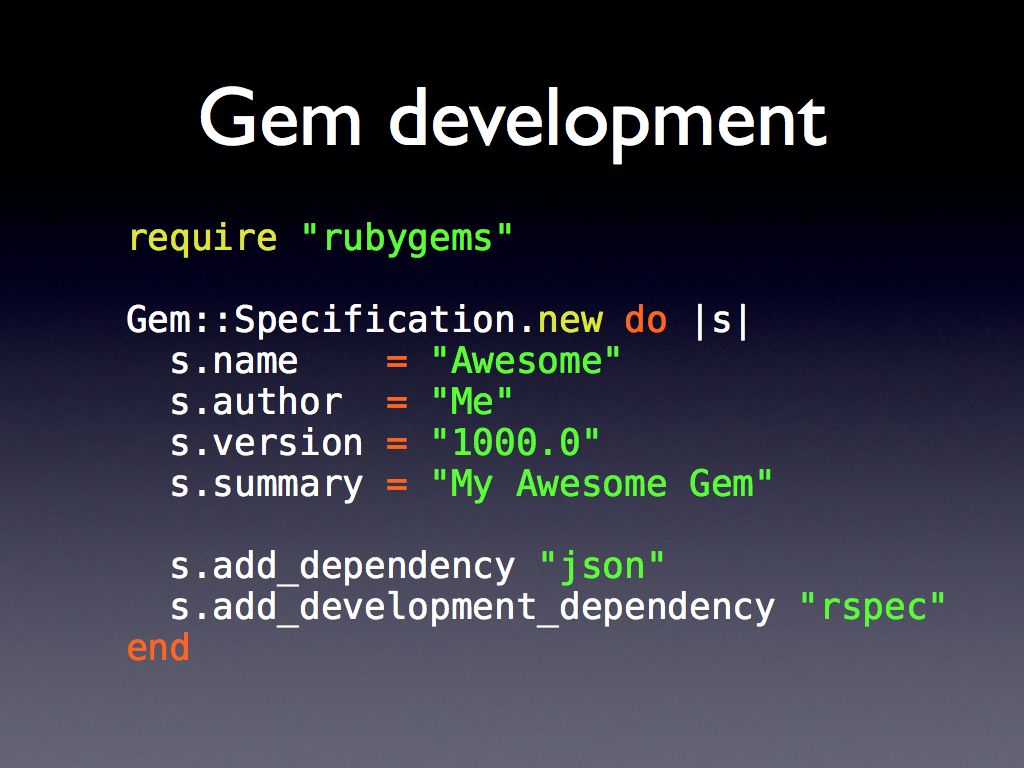 Gem development
require "rubygems"
Gem::Specification.new do |s|
  s.name    = "Awesome"
  s.author  = "Me"
  s.version = "1000.0"
  s.summary = "My Awesome Gem"
  s.add_dependency "json"
  s.add_development_dependency "rspec"
end